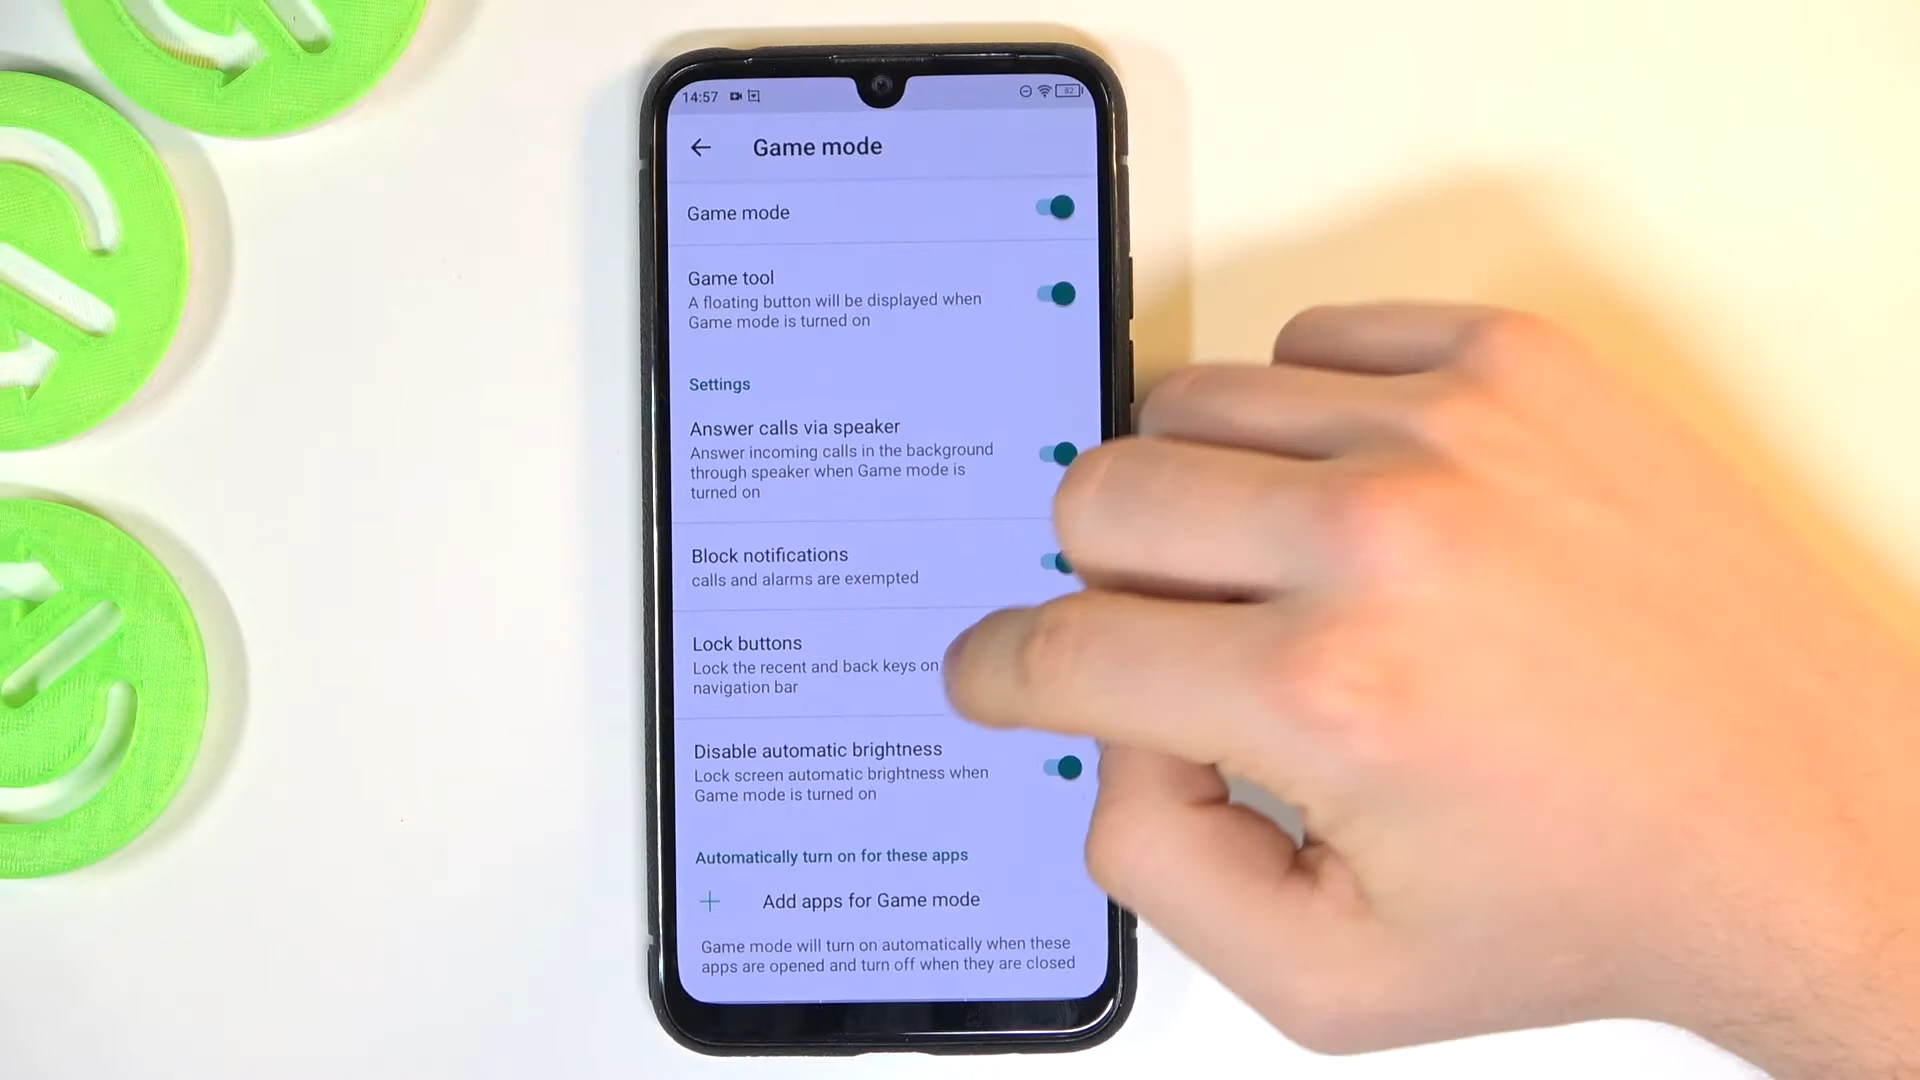 14:57
82
Game mode
Game mode
Game tool
A floating button will be displayed when
Game mode is turned on
Settings
Answer calls via speaker
Answer incoming calls in the background
through speaker when Game mode is
turned on
Block notifications
calls and alarms are exempted
Lock buttons
Lock the recent and back keys on
navigation bar
Disable automatic brightness
Lock screen automatic brightness when
Game mode is turned on
Automatically turn on for these apps
Add apps for Game mode
Game mode will turn on automatically when these
apps are opened and turn off when they are closed